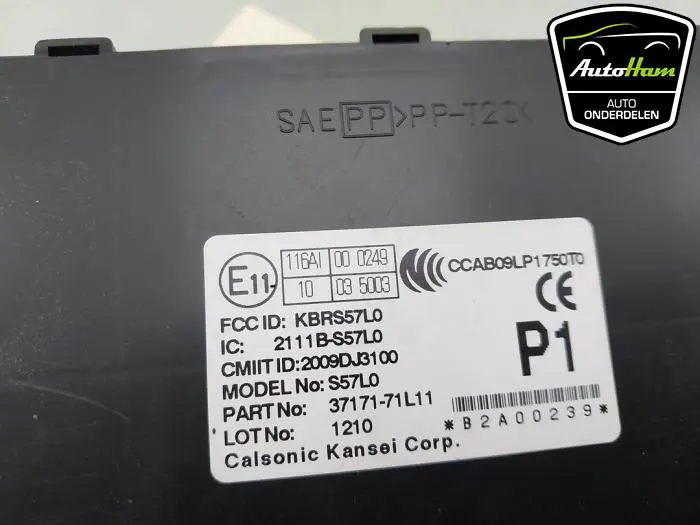 AutoHam
AUTO
ONDERDELEN
SAE PP >PP-T20<
E11
116AI 00 0249
10 03 5003
CCAB09LP1750T0
CE
FCC ID: KBRS57L0
IC: 2111B-S57L0
CMIIT ID:2009DJ3100
MODEL No: S57L0
PART No: 37171-71L11
LOT No: 1210
Calsonic Kansei Corp.
P1
*B2A00239*